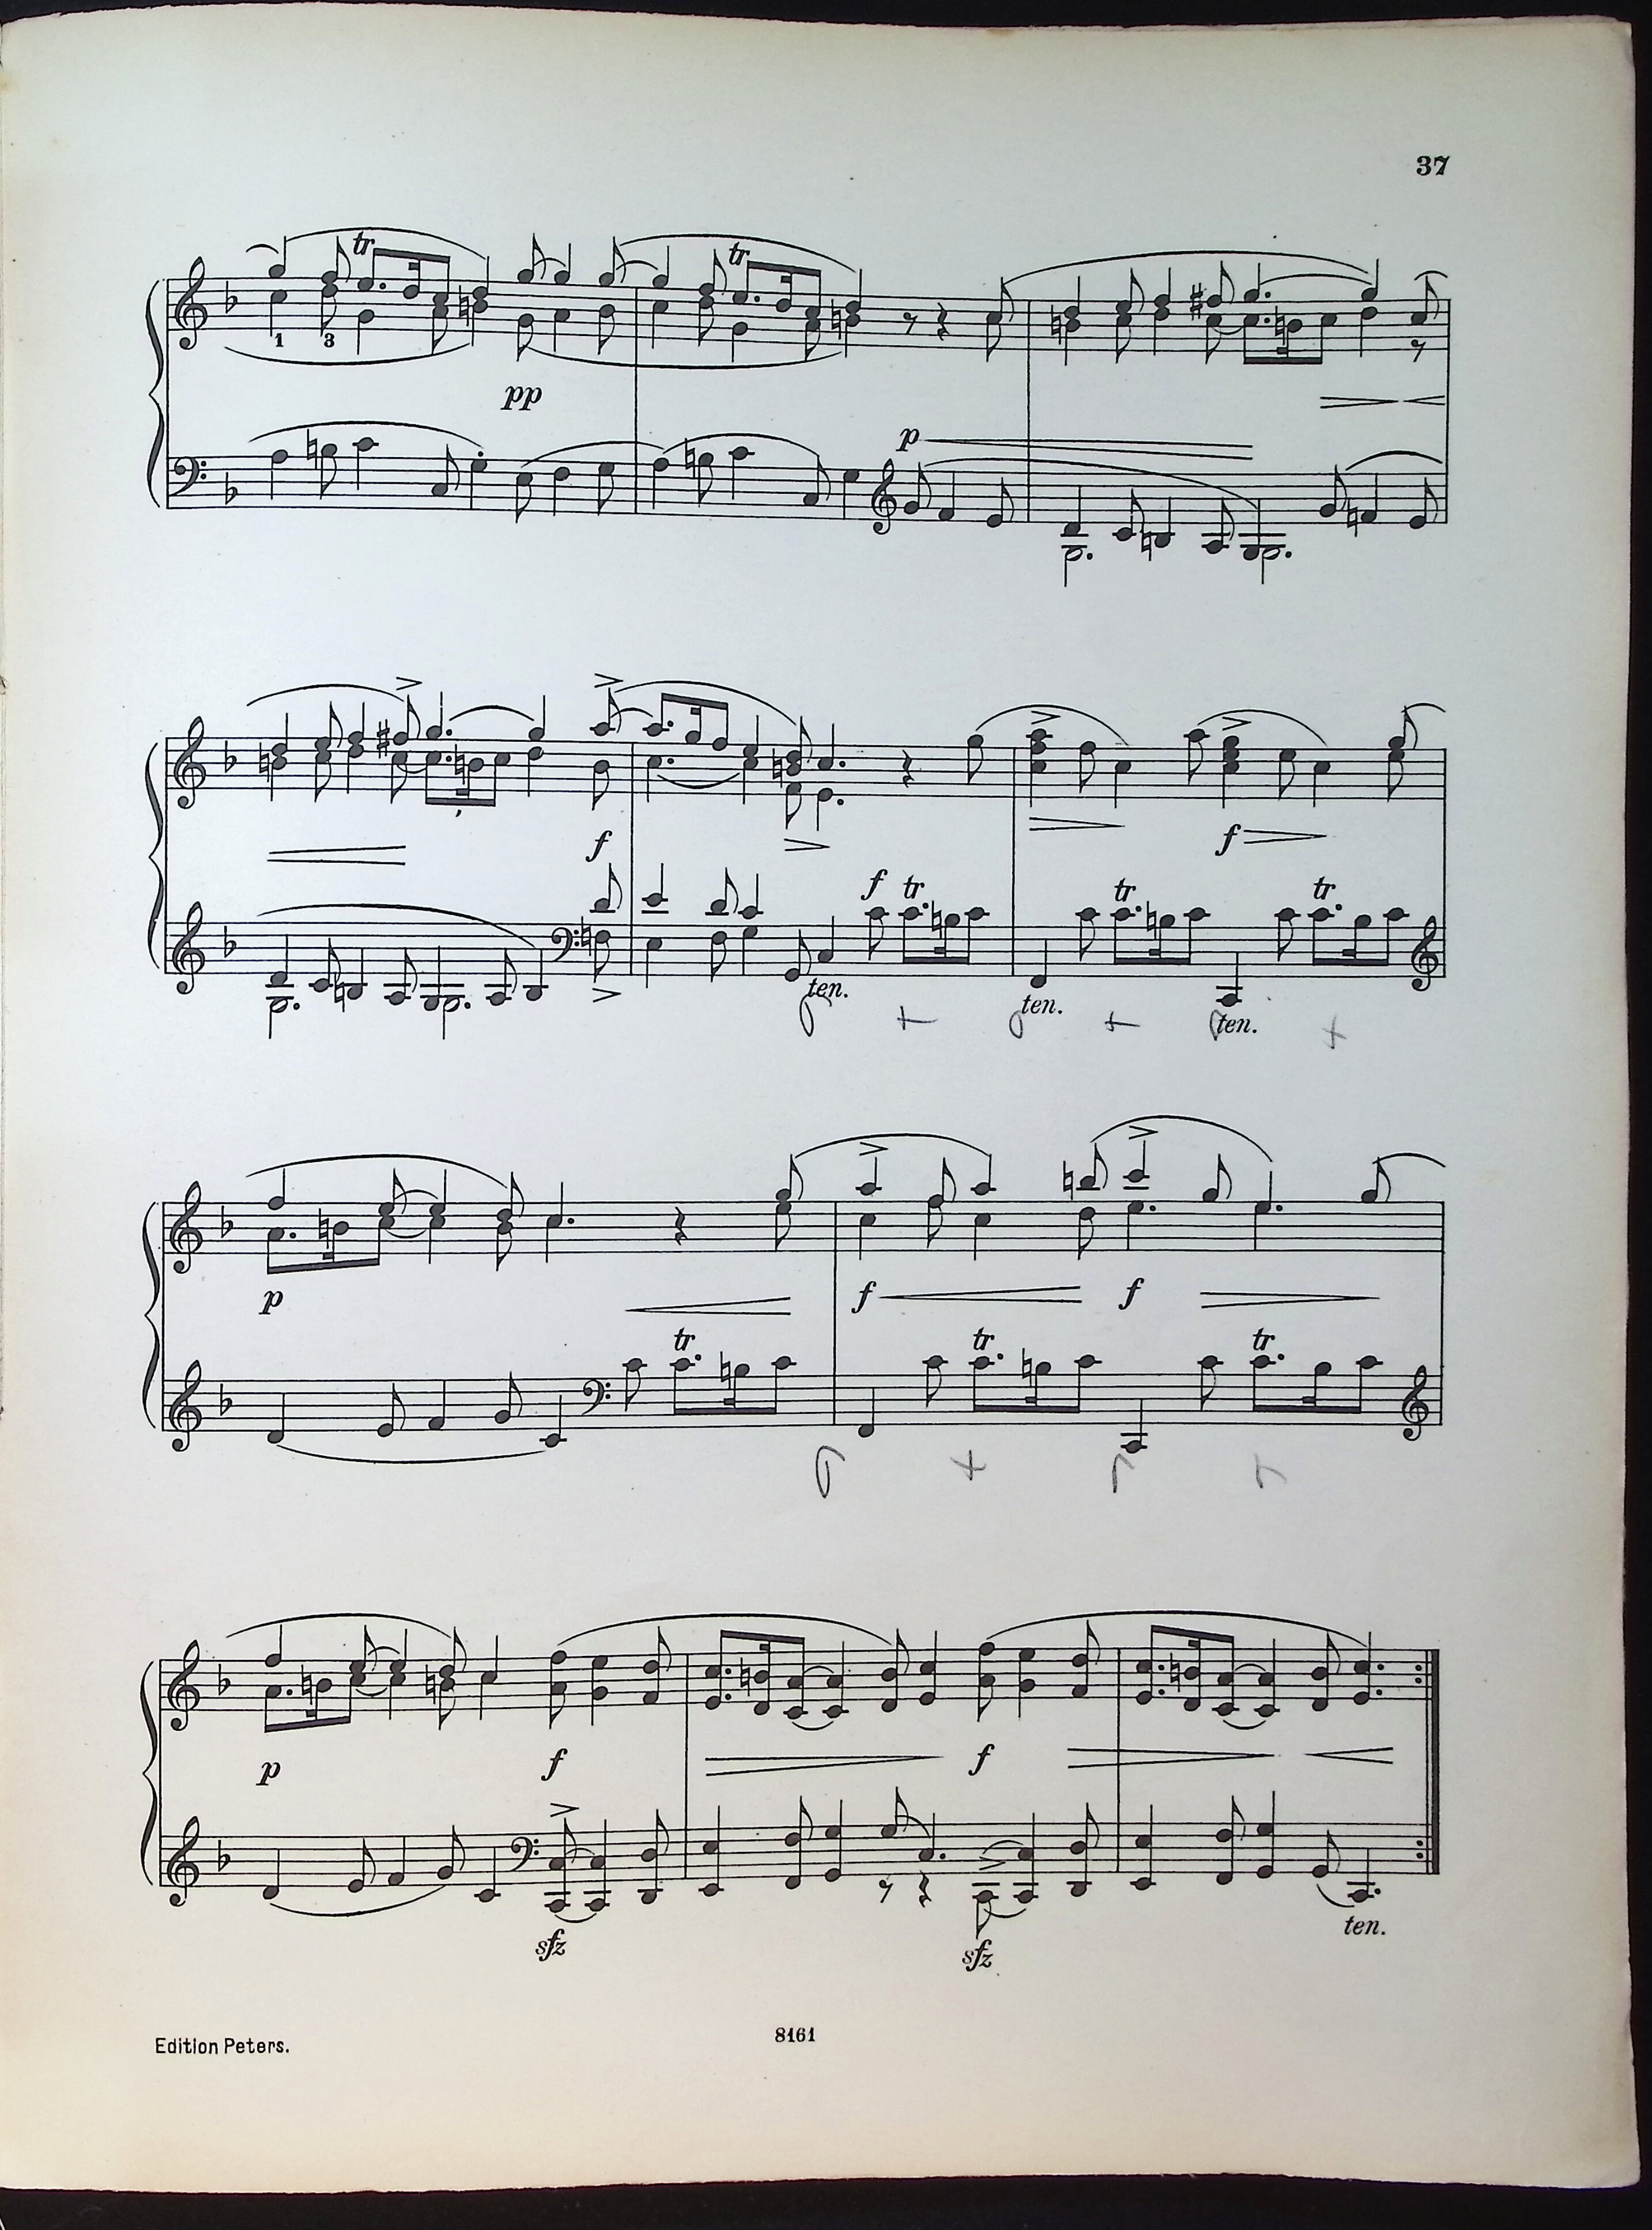 37
tr tr
1 3
pp
p
f
f tr. tr. f tr.
ten. ten. ten.
p f f
tr tr tr
p f f
sfz sfz ten.
Edition Peters. 8161